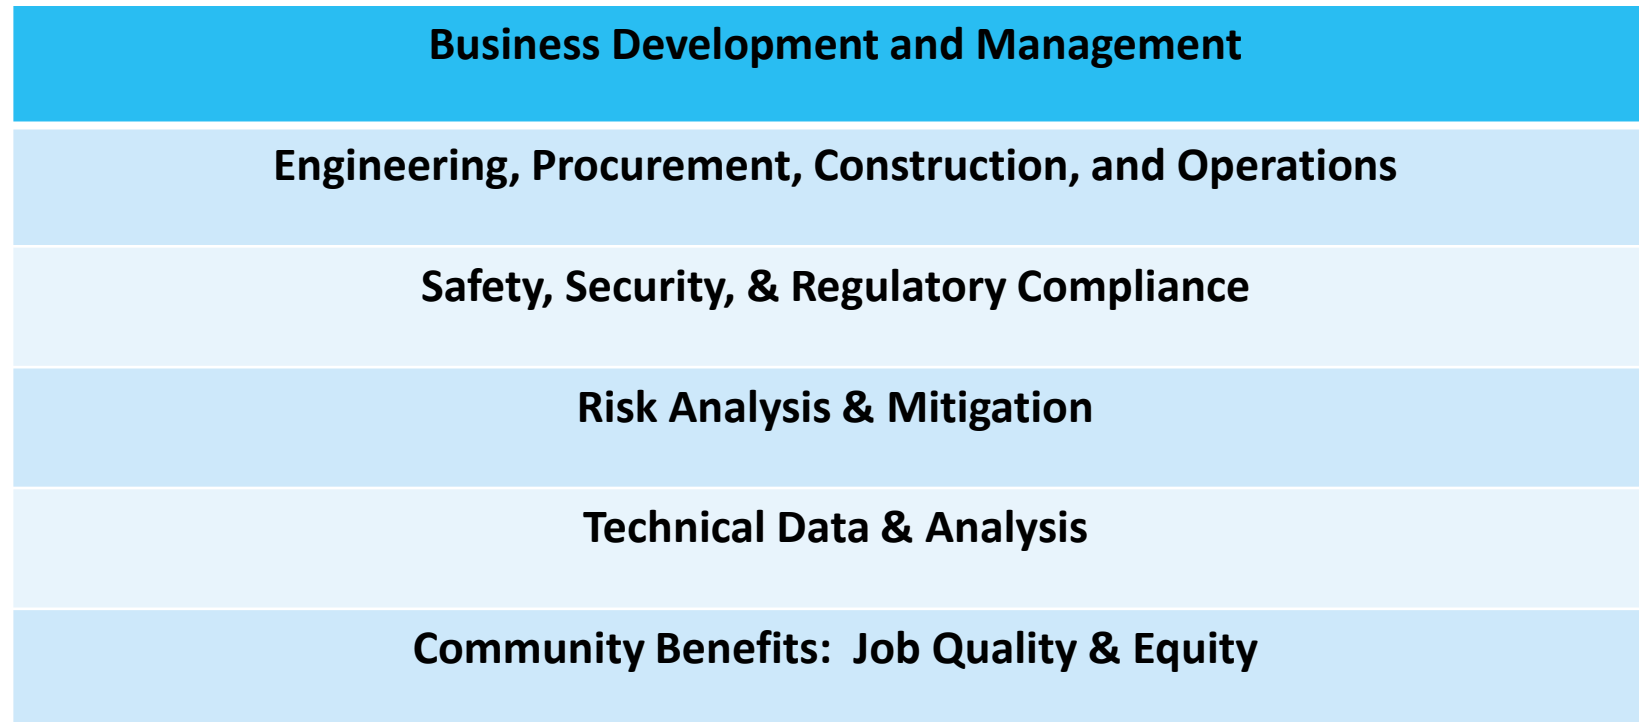 Business Development and Management
Engineering, Procurement, Construction, and Operations
Safety, Security, & Regulatory Compliance
Risk Analysis & Mitigation
Technical Data & Analysis
Community Benefits:  Job Quality & Equity